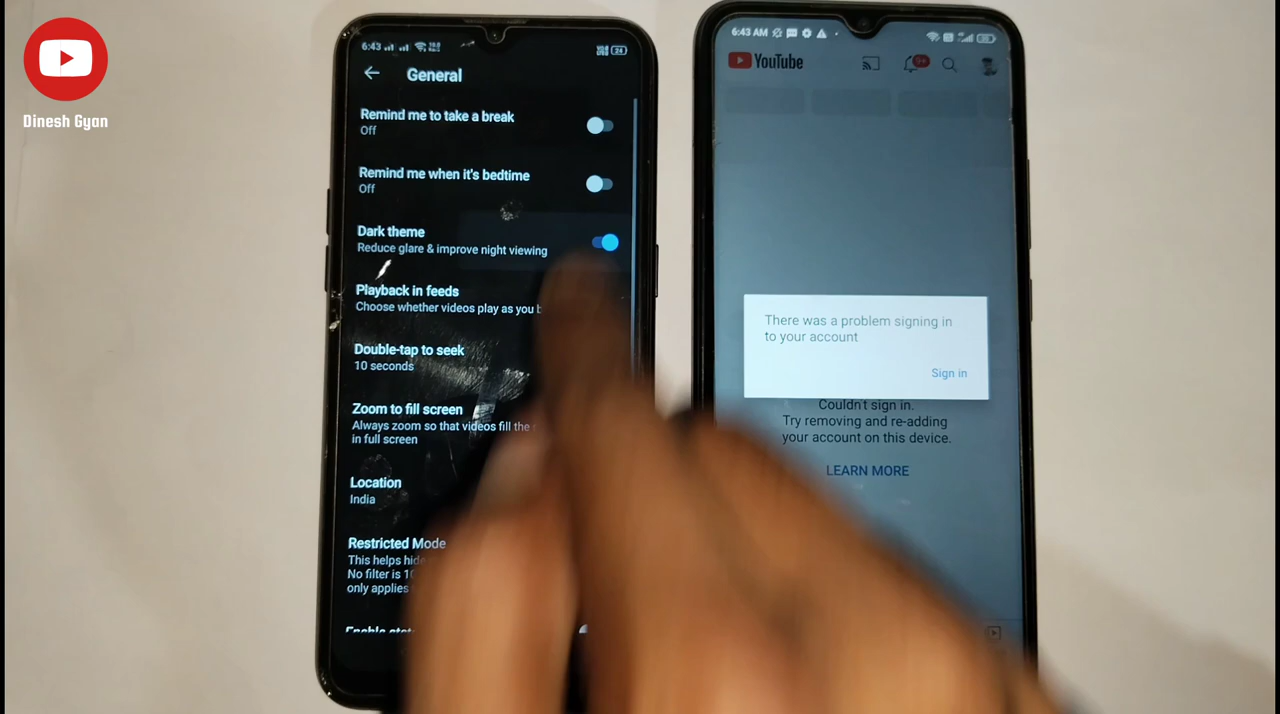 Dinesh Gyan
6:43
General
Remind me to take a break
Off
Remind me when it's bedtime
Off
Dark theme
Reduce glare & improve night viewing
Playback in feeds
Choose whether videos play as you
Double-tap to seek
10 seconds
Zoom to fill screen
Always zoom so that videos fill the
in full screen
Location
India
Restricted Mode
This helps hide
No filter is
only applies
Enable
6:43 AM
YouTube
9+
There was a problem signing in
to your account
Sign in
Couldn't sign in.
Try removing and re-adding
your account on this device.
LEARN MORE